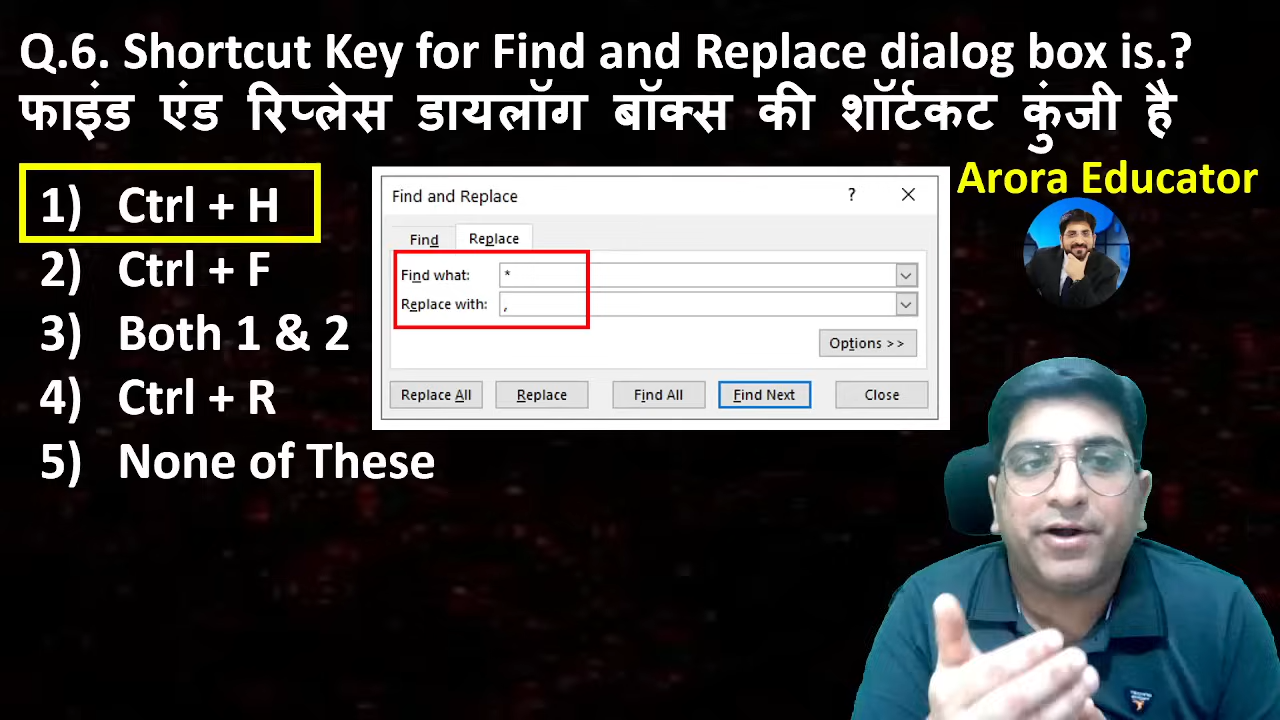 Q.6. Shortcut Key for Find and Replace dialog box is.?
फाइंड एंड रिप्लेस डायलॉग बॉक्स की शॉर्टकट कुंजी है
Arora Educator
1) Ctrl + H
2) Ctrl + F
3) Both 1 & 2
4) Ctrl + R
5) None of These
Find and Replace ?
Find Replace
Find what: *
Replace with: ,
Options >>
Replace All Replace Find All Find Next Close